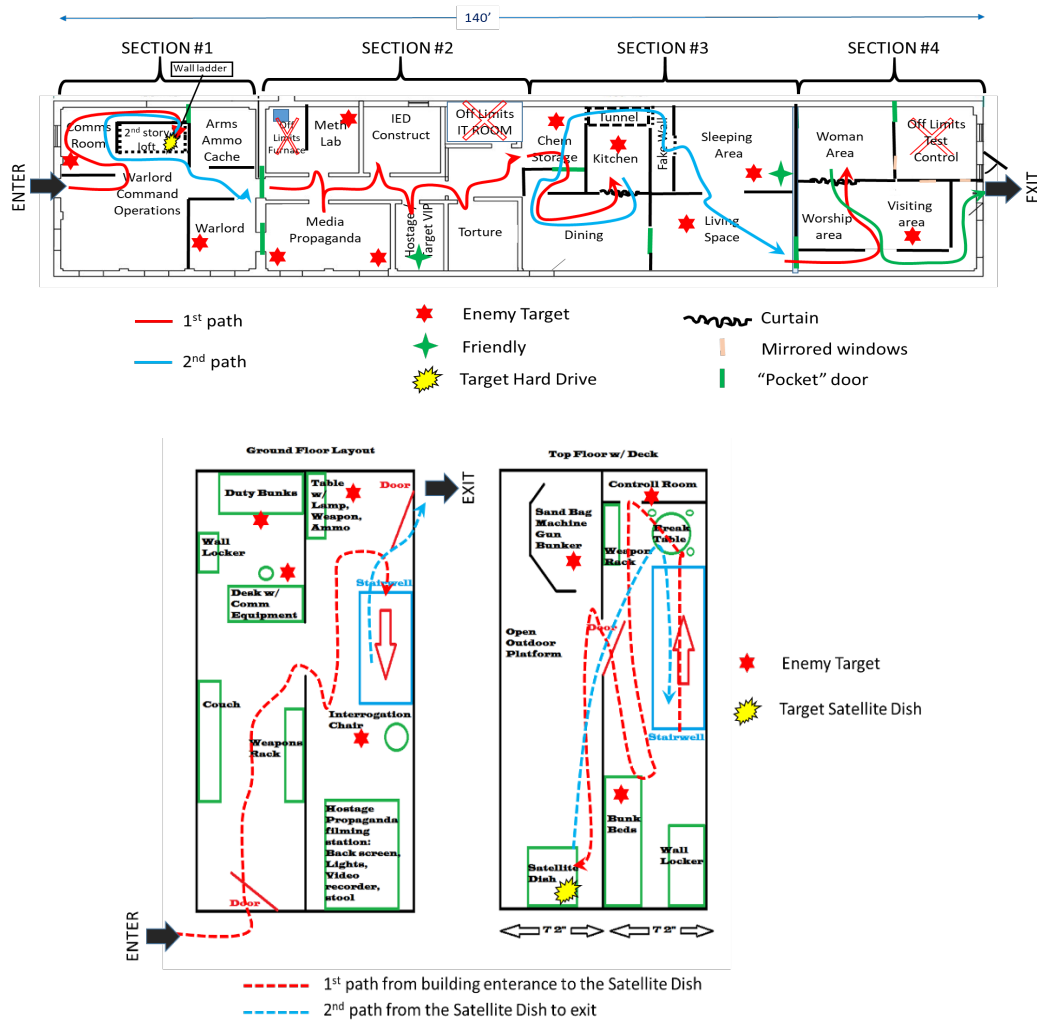 140’
SECTION #1
SECTION #2
SECTION #3
SECTION #4
Wall ladder
Comms
Room
2nd story
loft
Arms
Ammo
Cache
Warlord
Command
Operations
Warlord
ENTER
Off
Limits
Furnace
Meth
Lab
IED
Construct
Off Limits
IT ROOM
Media
Propaganda
Hostage
Target VIP
Torture
Chem
Storage
Tunnel
Kitchen
Fake Wall
Dining
Sleeping
Area
Living
Space
Woman
Area
Off Limits
Test
Control
Worship
area
Visiting
area
EXIT
1st path
2nd path
Enemy Target
Friendly
Target Hard Drive
Curtain
Mirrored windows
“Pocket” door
Ground Floor Layout
Duty Bunks
Table
w/
Lamp,
Weapon,
Ammo
Door
EXIT
Wall
Locker
Desk w/
Comm
Equipment
Stairwell
Couch
Weapons
Rack
Interrogation
Chair
Hostage
Propaganda
filming
station:
Back screen,
Lights,
Video
recorder,
stool
Door
ENTER
Top Floor w/ Deck
Controll Room
Sand Bag
Machine
Gun
Bunker
Weapon
Rack
Break
Table
Door
Open
Outdoor
Platform
Stairwell
Bunk
Beds
Wall
Locker
Satellite
Dish
7' 2"
7' 2"
Enemy Target
Target Satellite Dish
1st path from building enterance to the Satellite Dish
2nd path from the Satellite Dish to exit